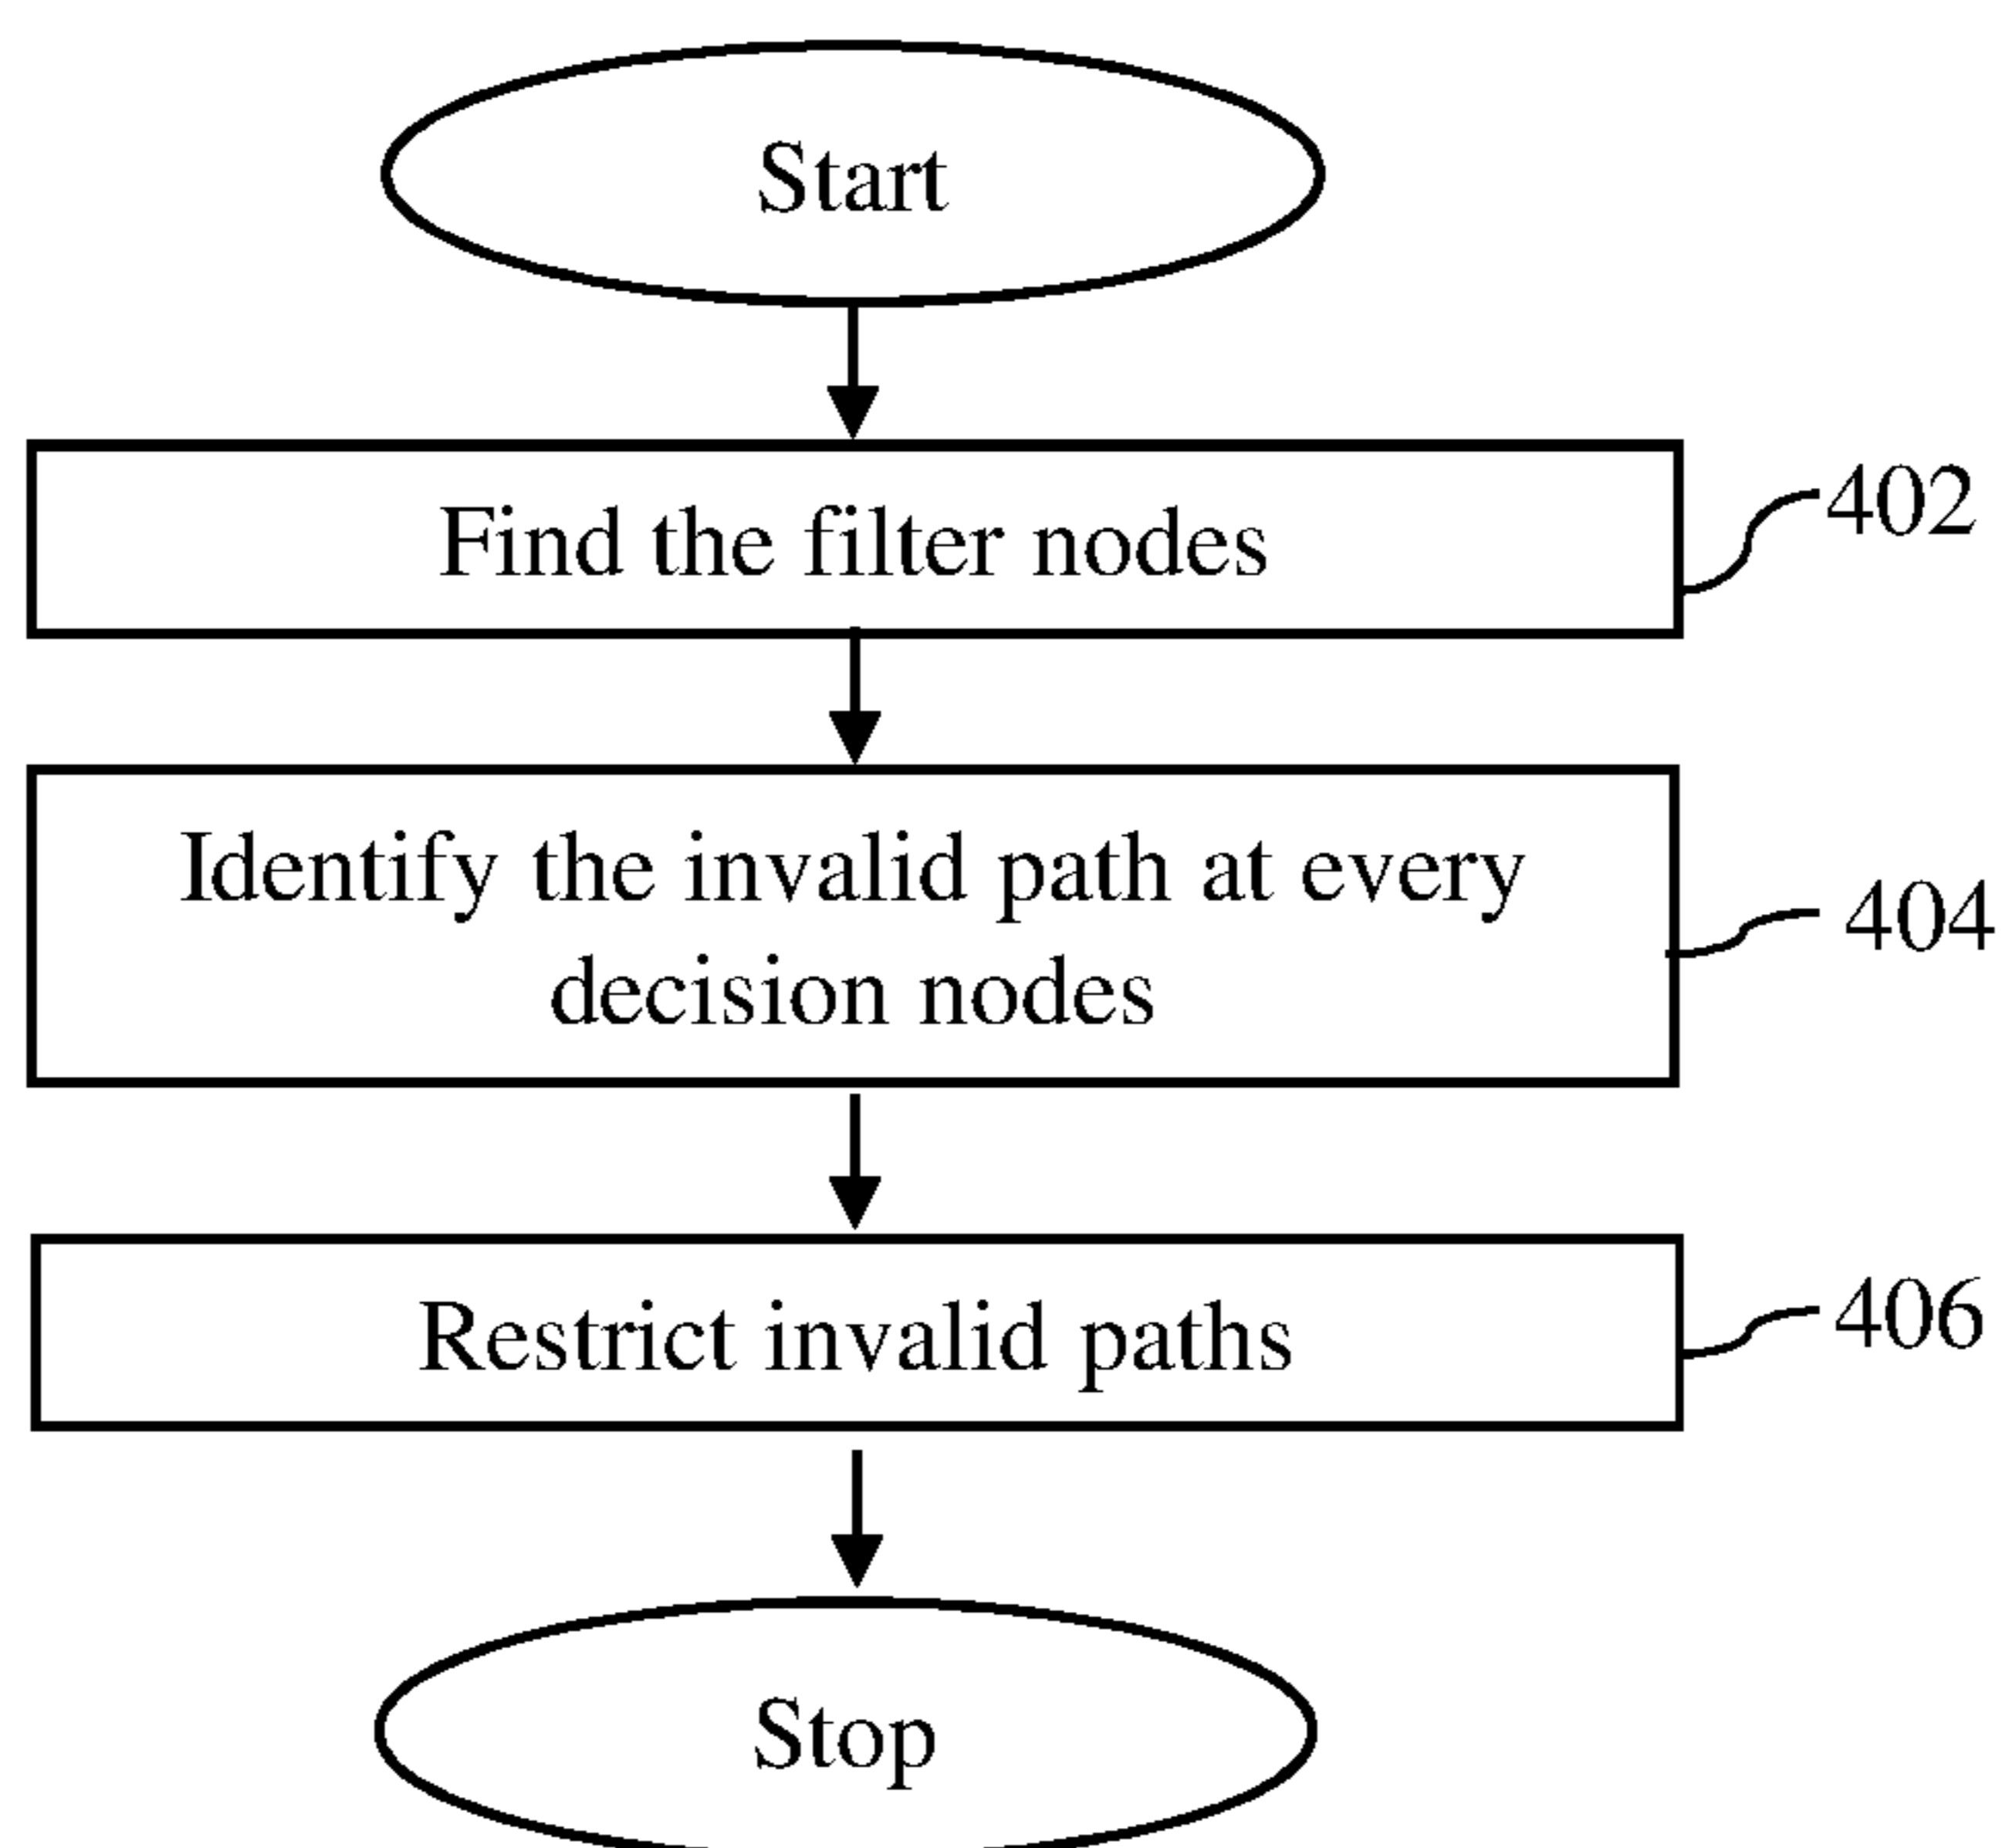 Start
Find the filter nodes
402
Identify the invalid path at every
decision nodes
404
Restrict invalid paths
406
Stop